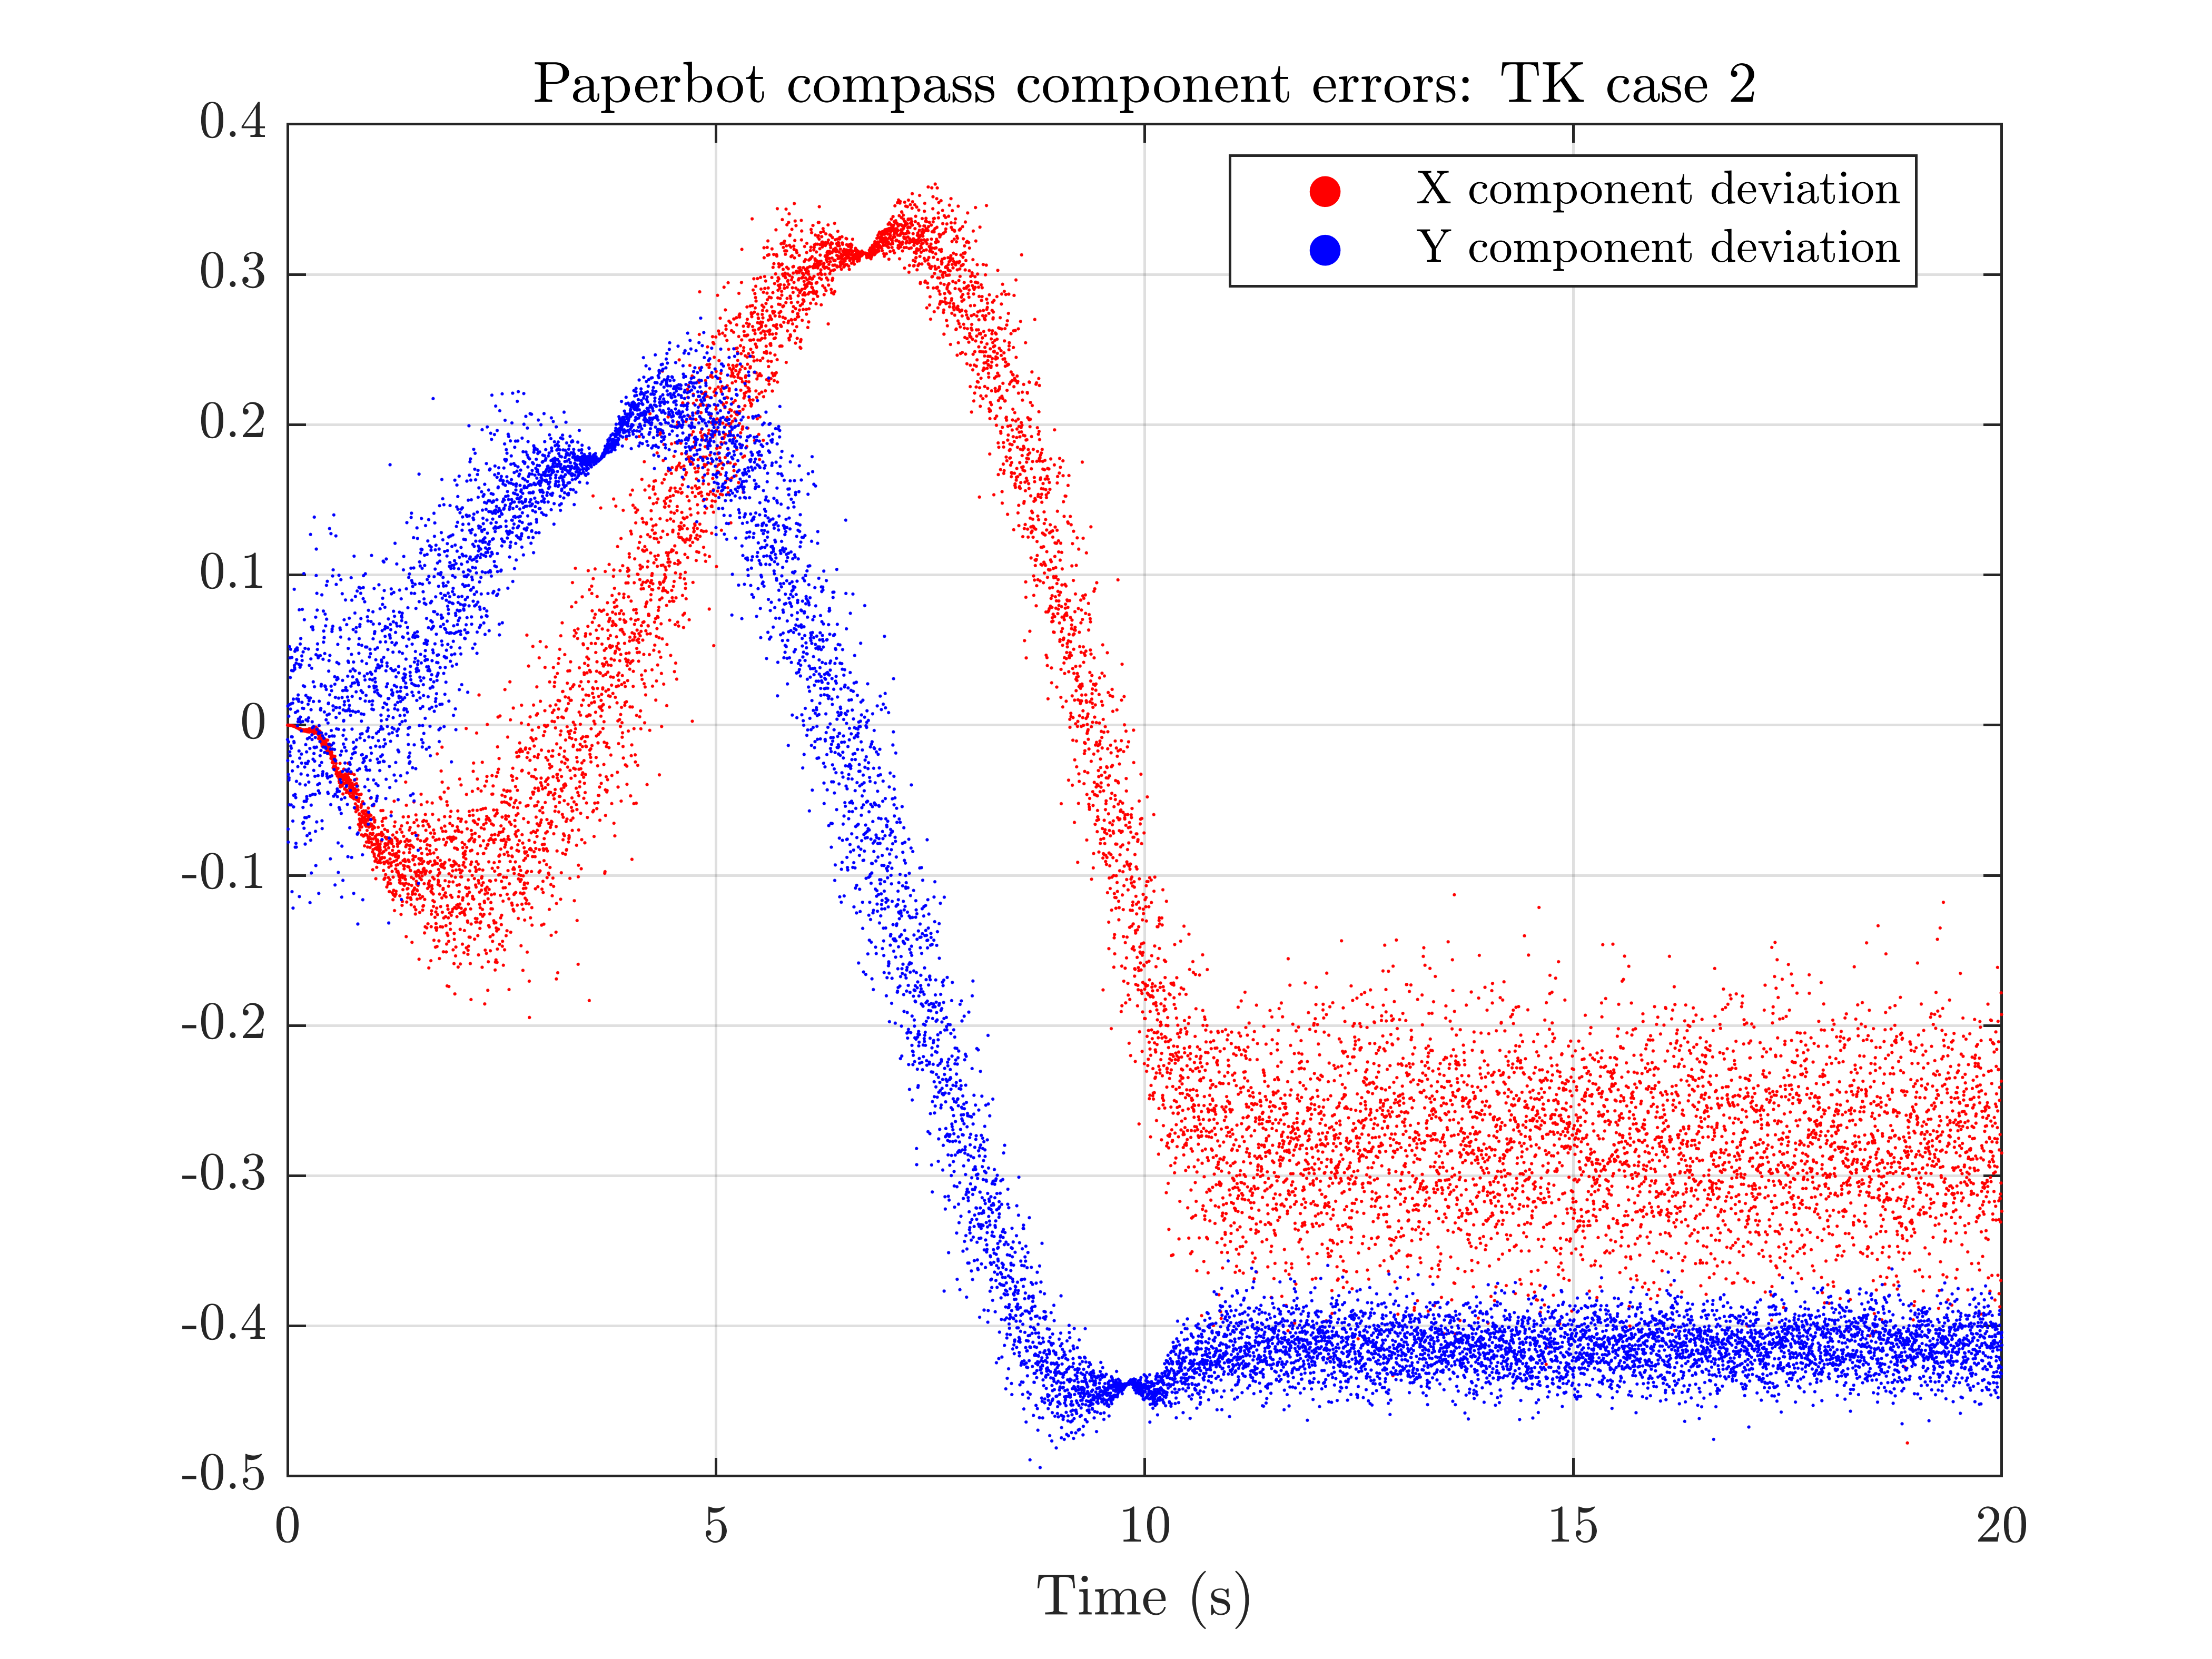 Paperbot compass component errors: TK case 2
0.4
0.3
0.2
0.1
0
-0.1
-0.2
-0.3
-0.4
-0.5
X component deviation
Y component deviation
0 5 10 15 20
Time (s)